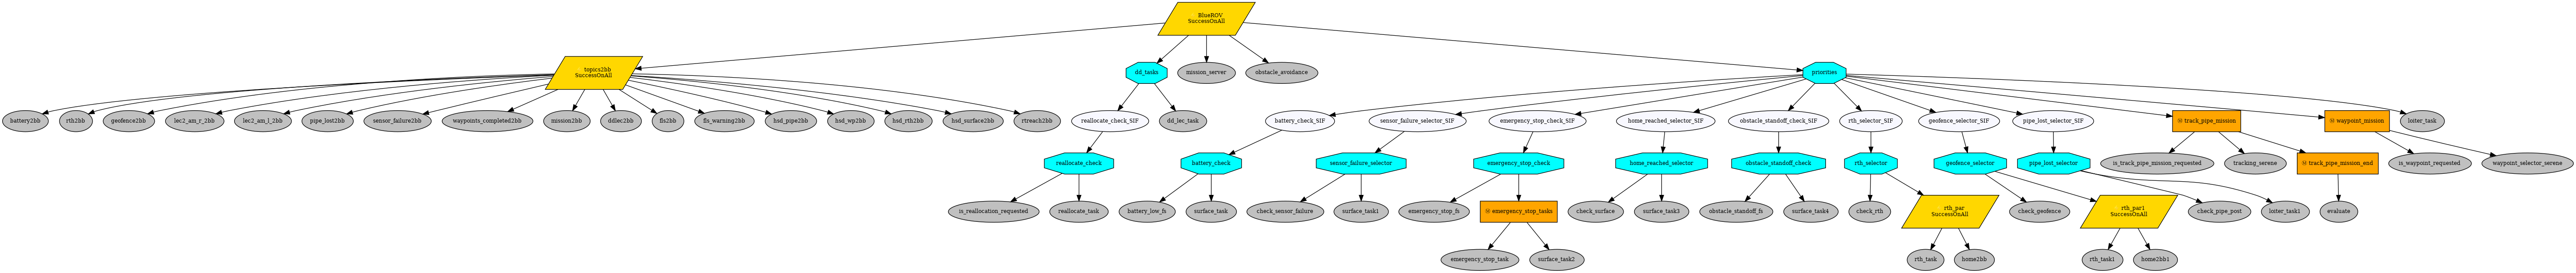 BlueROV
SuccessOnAll
topics2bb
SuccessOnAll
dd_tasks
mission_server
obstacle_avoidance
priorities
battery2bb
rth2bb
geofence2bb
lec2_am_r_2bb
lec2_am_l_2bb
pipe_lost2bb
sensor_failure2bb
waypoints_completed2bb
mission2bb
ddlec2bb
fls2bb
fls_warning2bb
hsd_pipe2bb
hsd_wp2bb
hsd_rth2bb
hsd_surface2bb
rtreach2bb
reallocate_check_SIF
dd_lec_task
battery_check_SIF
sensor_failure_selector_SIF
emergency_stop_check_SIF
home_reached_selector_SIF
obstacle_standoff_check_SIF
rth_selector_SIF
geofence_selector_SIF
pipe_lost_selector_SIF
Ⓜ track_pipe_mission
Ⓜ waypoint_mission
loiter_task
reallocate_check
battery_check
sensor_failure_selector
emergency_stop_check
home_reached_selector
obstacle_standoff_check
rth_selector
geofence_selector
pipe_lost_selector
is_track_pipe_mission_requested
tracking_serene
Ⓜ track_pipe_mission_end
is_waypoint_requested
waypoint_selector_serene
is_reallocation_requested
reallocate_task
battery_low_fs
surface_task
check_sensor_failure
surface_task1
emergency_stop_fs
Ⓜ emergency_stop_tasks
check_surface
surface_task3
obstacle_standoff_fs
surface_task4
check_rth
rth_par
SuccessOnAll
check_geofence
rth_par1
SuccessOnAll
check_pipe_post
loiter_task1
evaluate
emergency_stop_task
surface_task2
rth_task
home2bb
rth_task1
home2bb1